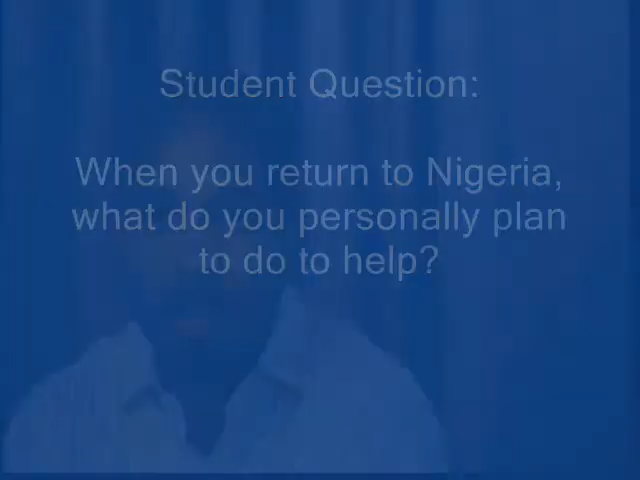 Student Question:
When you return to Nigeria,
what do you personally plan
to do to help?